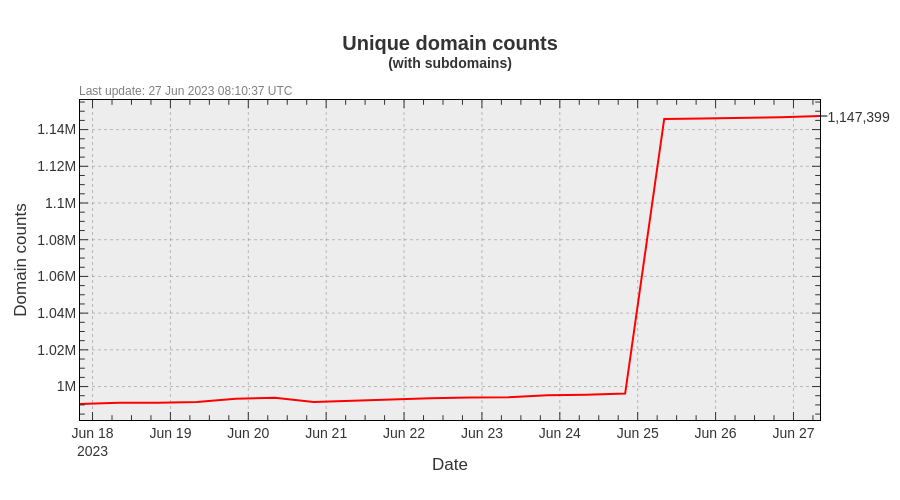 Unique domain counts
(with subdomains)
Last update: 27 Jun 2023 08:10:37 UTC
1,147,399
1.14M
1.12M
1.1M
1.08M
1.06M
1.04M
1.02M
1M
Domain counts
Jun 18 Jun 19 Jun 20 Jun 21 Jun 22 Jun 23 Jun 24 Jun 25 Jun 26 Jun 27
2023
Date